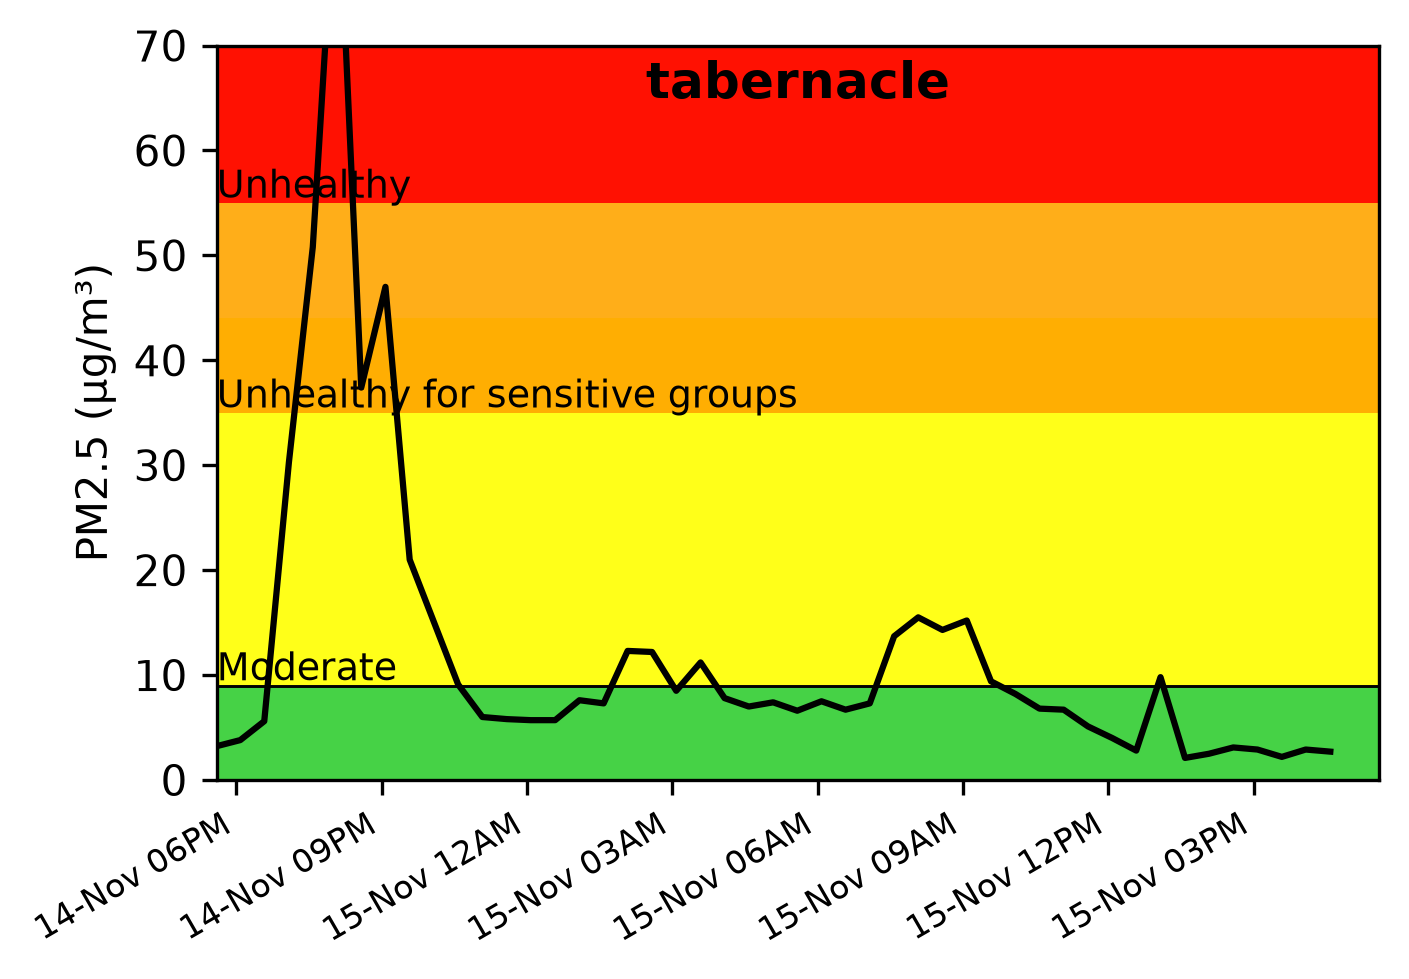 tabernacle
PM2.5 (µg/m³)
70
60
Unhealthy
50
40
Unhealthy for sensitive groups
30
20
Moderate
10
0
14-Nov 06PM
14-Nov 09PM
15-Nov 12AM
15-Nov 03AM
15-Nov 06AM
15-Nov 09AM
15-Nov 12PM
15-Nov 03PM